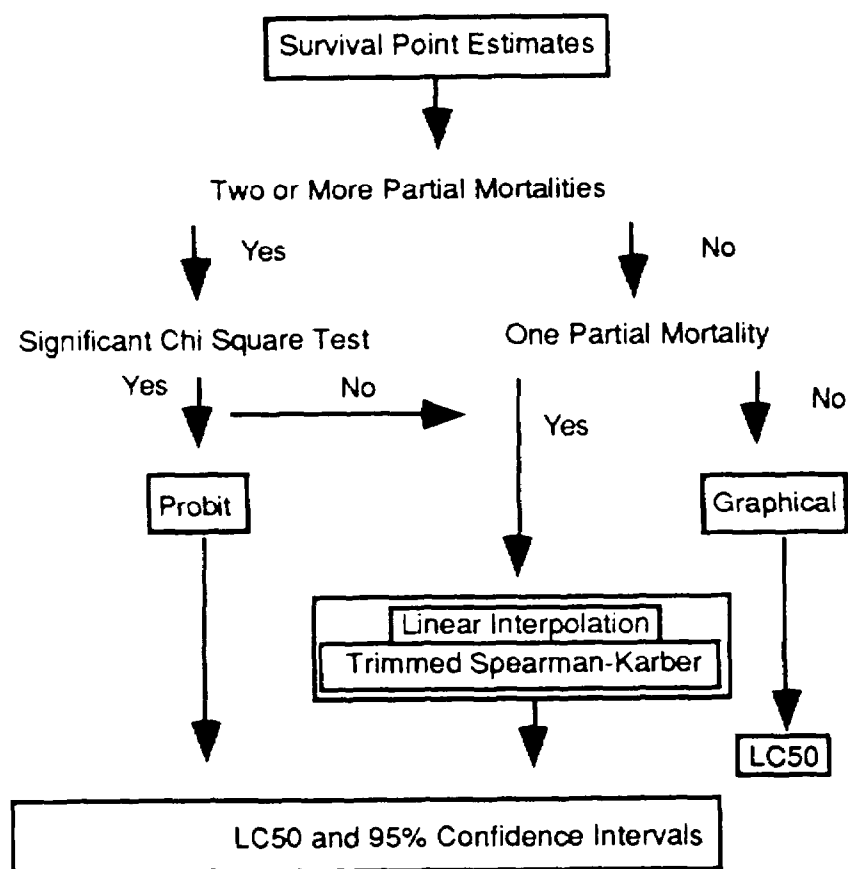 Survival Point Estimates
Two or More Partial Mortalities
Yes
No
Significant Chi Square Test
One Partial Mortality
Yes
No
Yes
No
Probit
Graphical
Linear Interpolation
Trimmed Spearman-Karber
LC50
LC50 and 95% Confidence Intervals